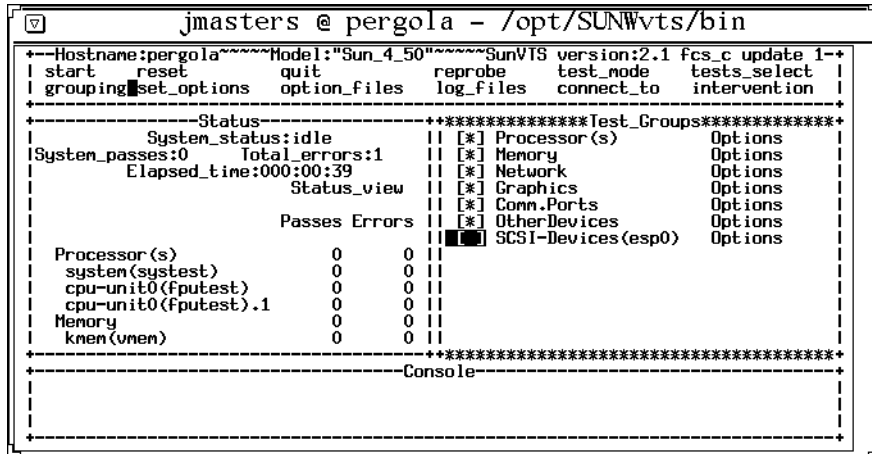 jmasters @ pergola - /opt/SUNWvts/bin
+--Hostname:pergola~~~~~Model:"Sun_4_50"~~~~~SunVTS version:2.1 fcs_c update 1-+
start reset quit reprobe test_mode tests_select
grouping set_options option_files log_files connect_to intervention
Status
System_status:idle
System_passes:0 Total_errors:1
Elapsed_time:000:00:39
Status_view
Passes Errors
Processor(s) 0 0
system(systest) 0 0
cpu-unit0(fputest) 0 0
cpu-unit0(fputest).1 0 0
Memory 0 0
kmem(vmem) 0 0
**************Test_Groups*************
[*] Processor(s) Options
[*] Memory Options
[*] Network Options
[*] Graphics Options
[*] Comm.Ports Options
[*] OtherDevices Options
[ ] SCSI-Devices(esp0) Options
Console